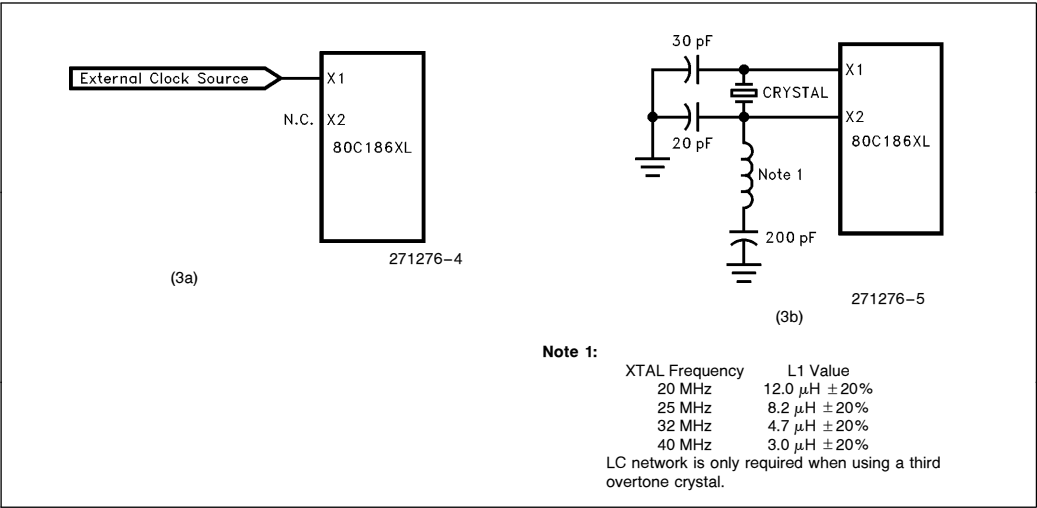 External Clock Source
X1
N.C.
X2
80C186XL
271276-4
(3a)
30 pF
X1
CRYSTAL
X2
20 pF
80C186XL
Note 1
200 pF
271276-5
(3b)
Note 1:
XTAL Frequency L1 Value
20 MHz 12.0 μH ±20%
25 MHz 8.2 μH ±20%
32 MHz 4.7 μH ±20%
40 MHz 3.0 μH ±20%
LC network is only required when using a third
overtone crystal.